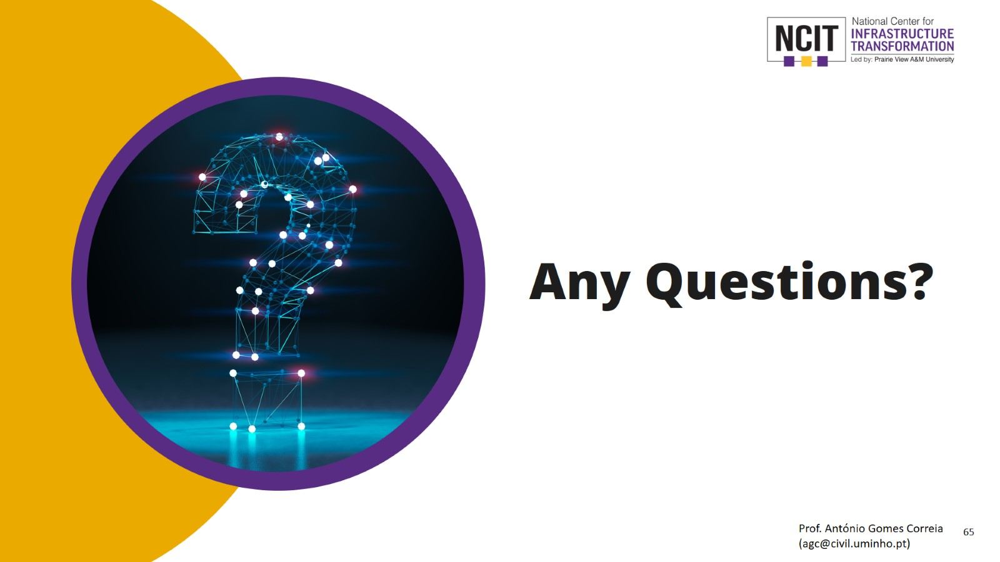 NCIT
National Center for
INFRASTRUCTURE
TRANSFORMATION
Led by: Prairie View A&M University
Any Questions?
Prof. António Gomes Correia
(agc@civil.uminho.pt)
65